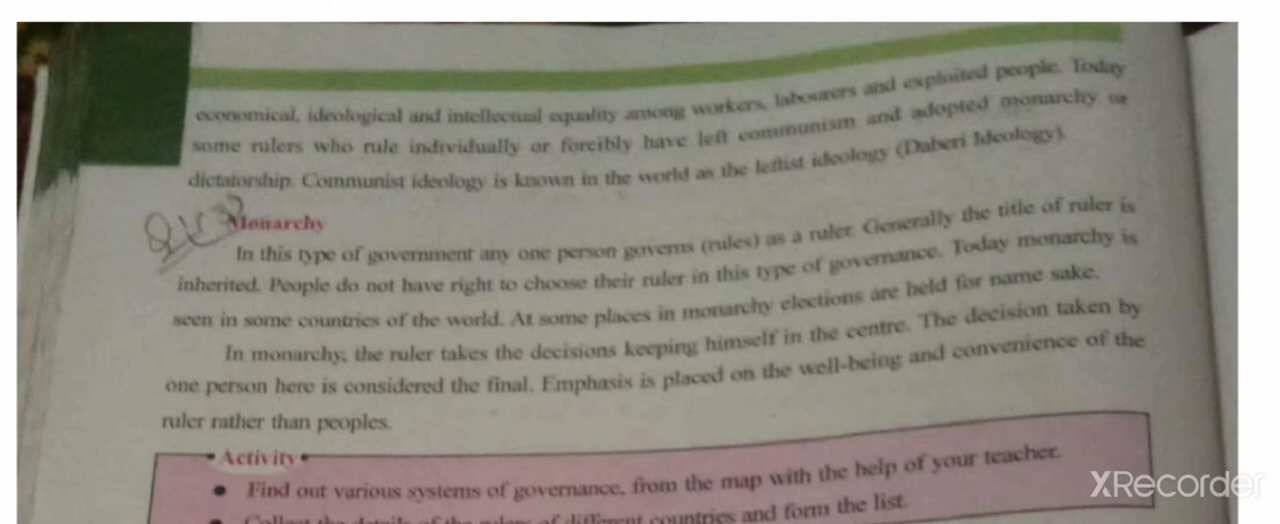 economical, ideological and intellectual equality among workers, labourers and exploited people. Today
some rulers who rule individually or forcibly have left communism and adopted monarchy or
dictatorship. Communist ideology is known in the world as the leftist ideology (Daberi Ideology).
Monarchy
In this type of government any one person governs (rules) as a ruler. Generally the title of ruler is
inherited. People do not have right to choose their ruler in this type of governance. Today monarchy is
seen in some countries of the world. At some places in monarchy elections are held for name sake.
In monarchy, the ruler takes the decisions keeping himself in the centre. The decision taken by
one person here is considered the final. Emphasis is placed on the well-being and convenience of the
ruler rather than peoples.
• Activity •
• Find out various systems of governance, from the map with the help of your teacher.
• Collect the details of the rulers of different countries and form the list.
XRecorder